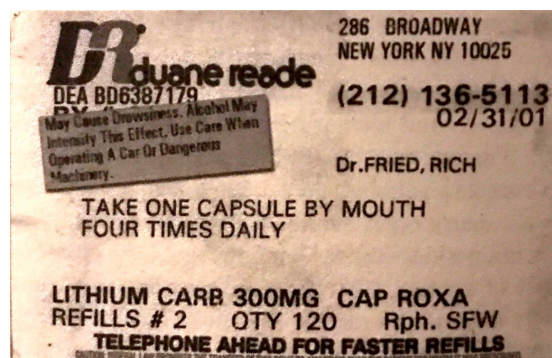 286 BROADWAY
NEW YORK NY 10025
DR duane reade
DEA BD6387179
(212) 136-5113
02/31/01
May Cause Drowsiness. Alcohol May
Intensify This Effect. Use Care When
Operating A Car Or Dangerous
Machinery.
Dr.FRIED, RICH
TAKE ONE CAPSULE BY MOUTH
FOUR TIMES DAILY
LITHIUM CARB 300MG CAP ROXA
REFILLS # 2 QTY 120 Rph. SFW
TELEPHONE AHEAD FOR FASTER REFILLS